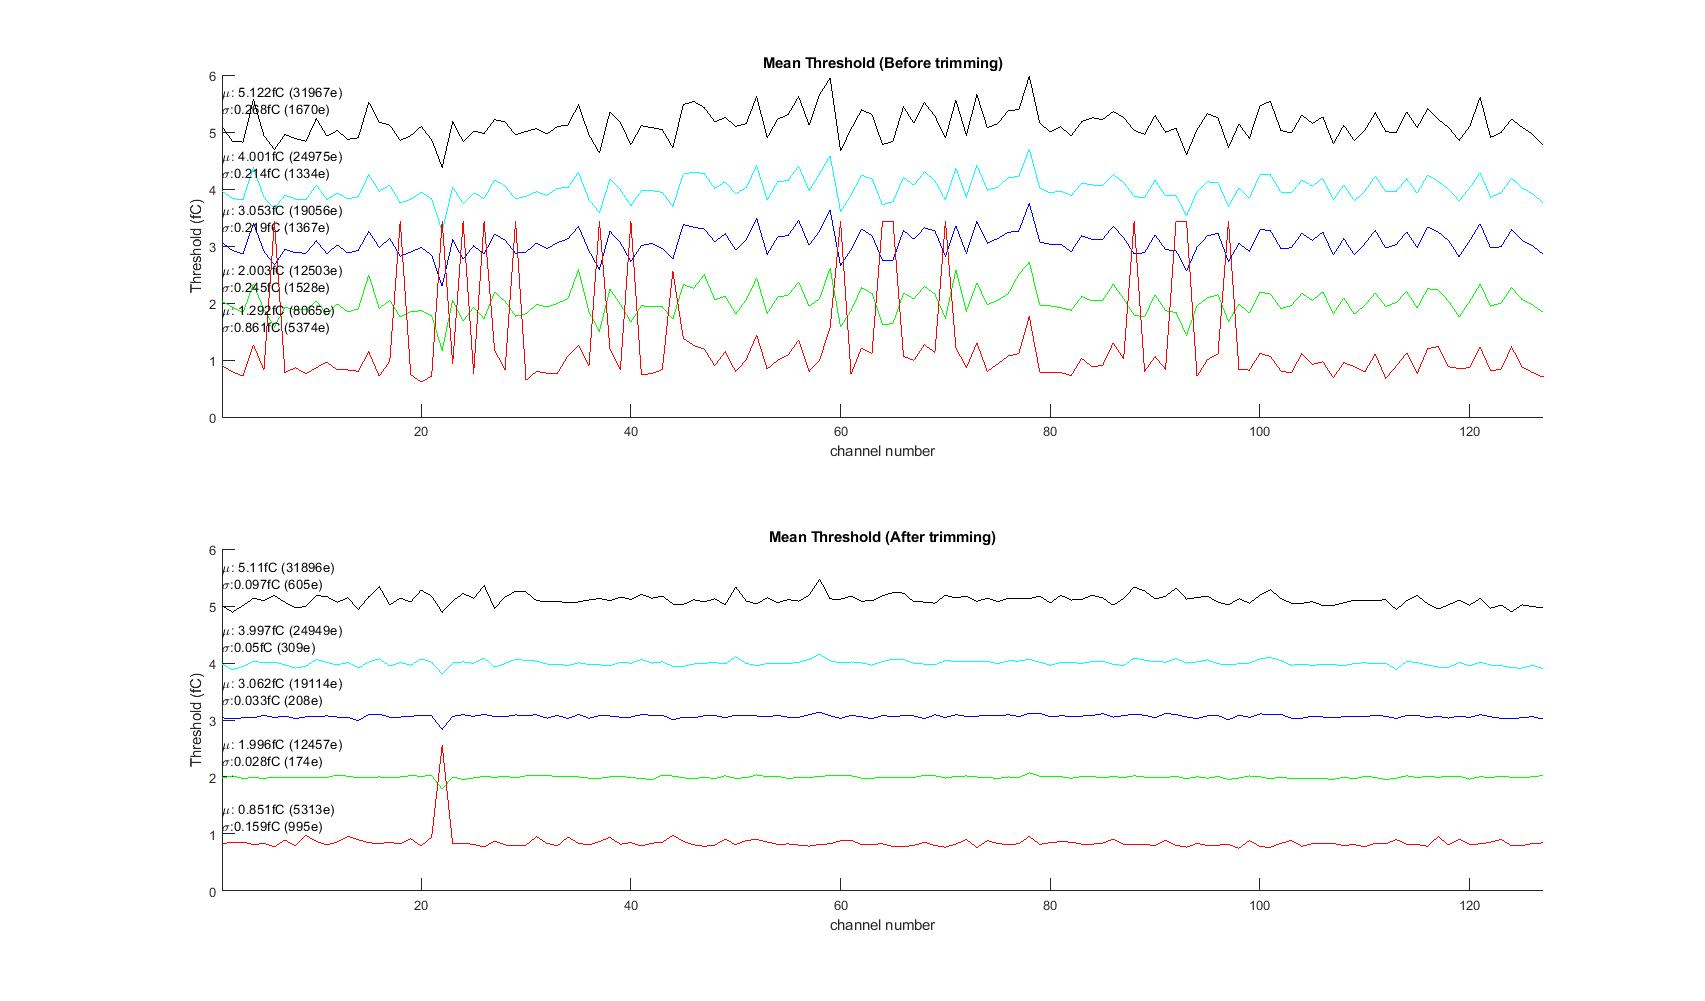 Mean Threshold (Before trimming)
6
μ: 5.122fC (31967e)
σ:0.268fC (1670e)
5
μ: 4.001fC (24975e)
σ:0.214fC (1334e)
4
μ: 3.053fC (19056e)
σ:0.219fC (1367e)
3
μ: 2.003fC (12503e)
σ:0.245fC (1528e)
2
μ: 1.292fC (8065e)
σ:0.861fC (5374e)
1
0
Threshold (fC)
20 40 60 80 100 120
channel number
Mean Threshold (After trimming)
6
μ: 5.11fC (31896e)
σ:0.097fC (605e)
5
μ: 3.997fC (24949e)
σ:0.05fC (309e)
4
μ: 3.062fC (19114e)
σ:0.033fC (208e)
3
μ: 1.996fC (12457e)
σ:0.028fC (174e)
2
μ: 0.851fC (5313e)
σ:0.159fC (995e)
1
0
Threshold (fC)
20 40 60 80 100 120
channel number